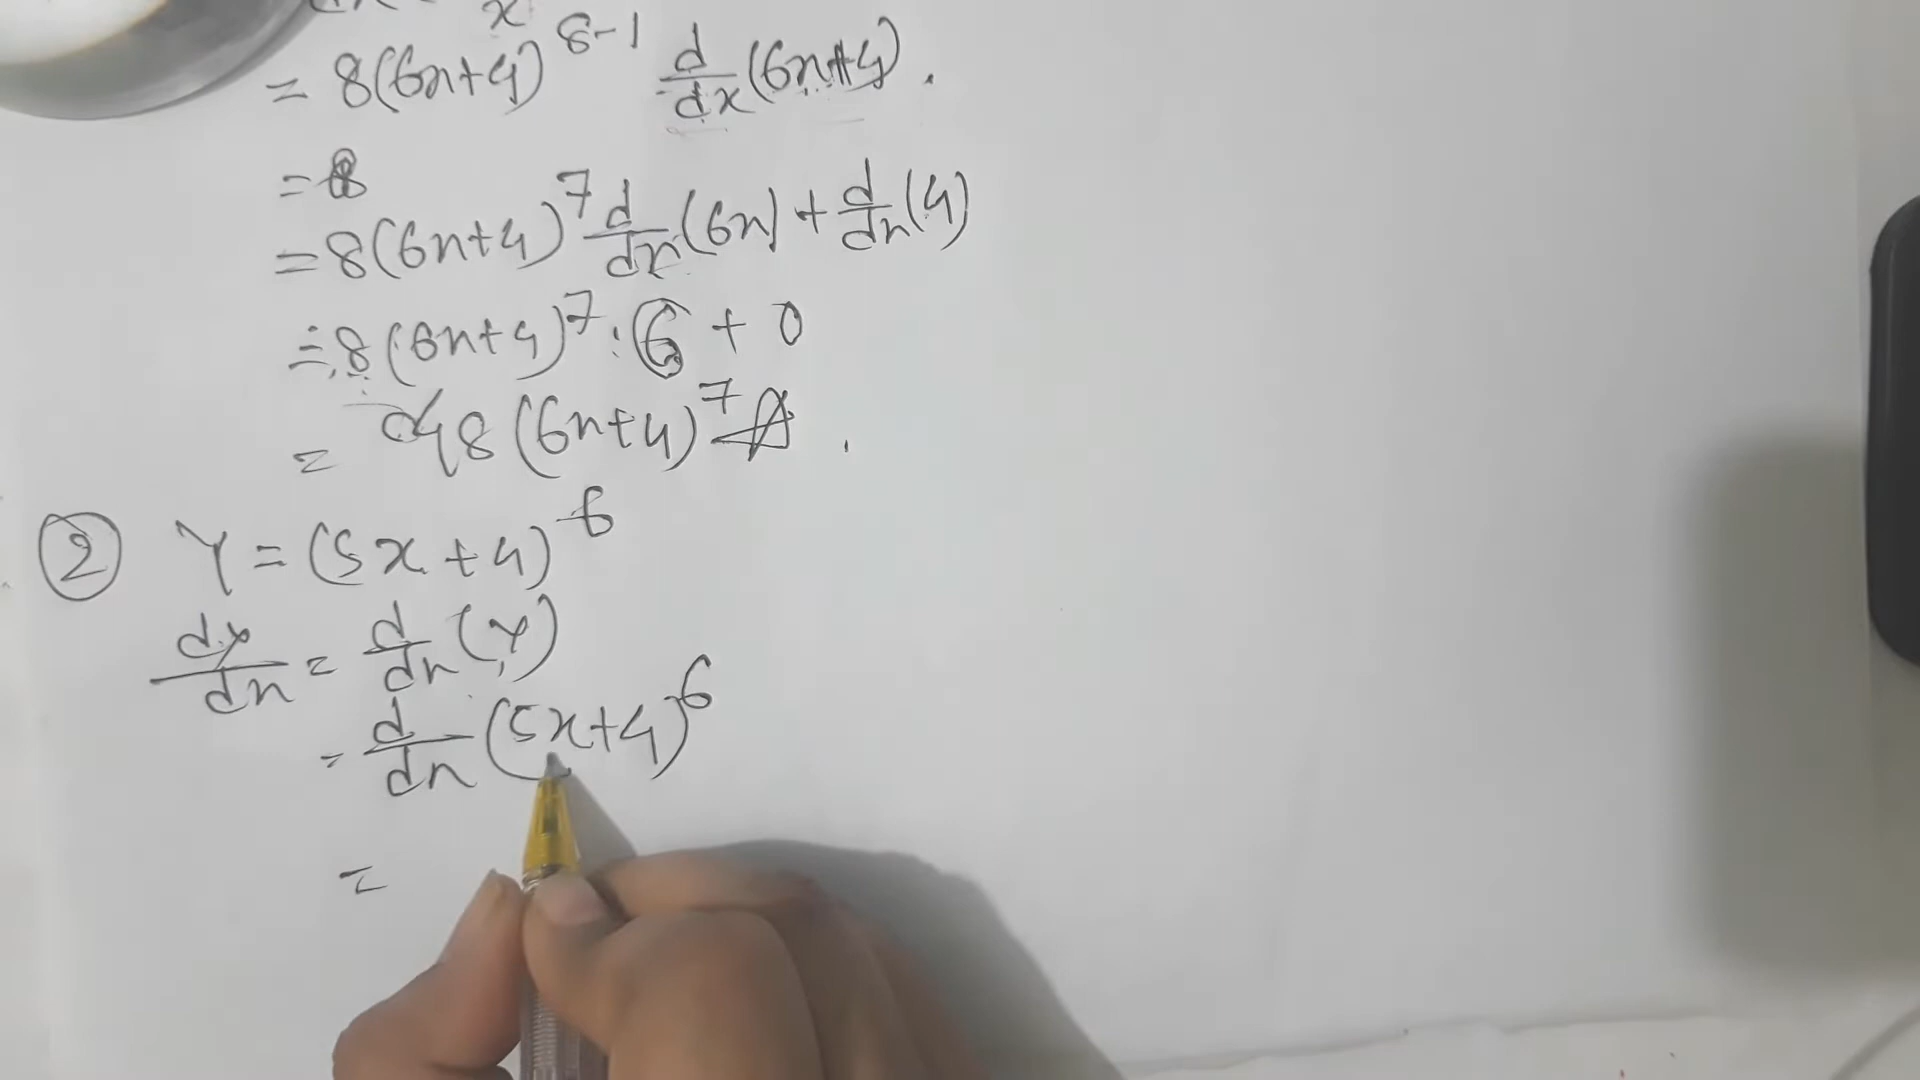 x
= 8(6x+4)^8-1 d/dx (6x+4).
= 8
= 8(6x+4)^7 d/dx (6x) + d/dx (4)
= 8(6x+4)^7 . 6 + 0
= 48 (6x+4)^7
② Y = (5x+4)^6
dy/dx = d/dx (y)
= d/dx (5x+4)^6
=